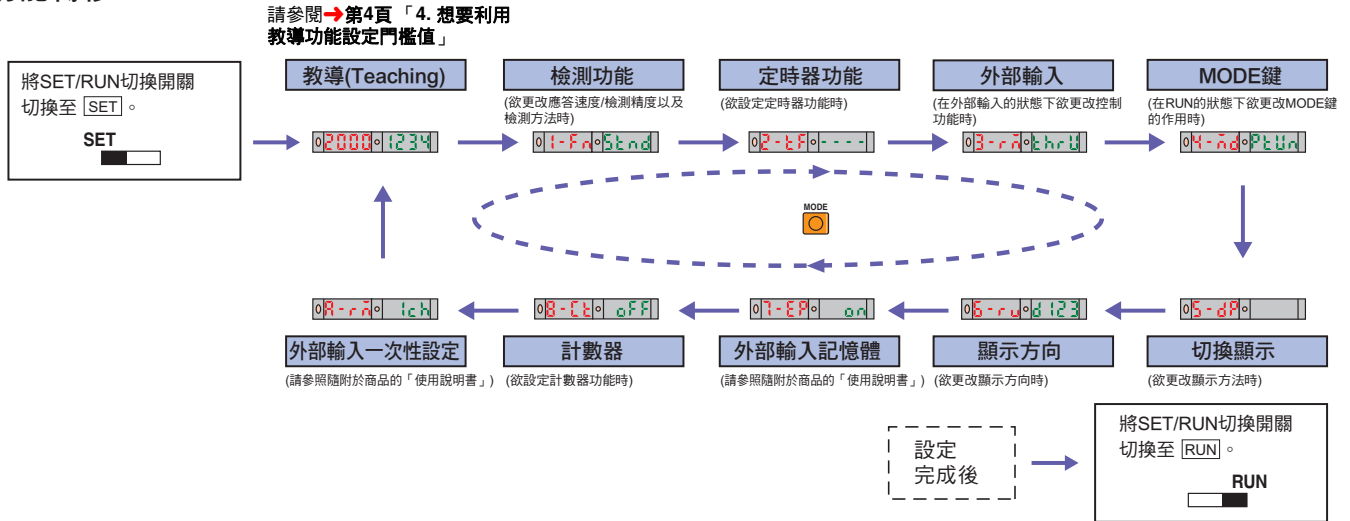 請參閱➔第4頁「4. 想要利用
教導功能設定門檻值」
將SET/RUN切換開關
切換至 SET 。
SET
教導(Teaching)
2000 1234
檢測功能
(欲更改應答速度/檢測精度以及
檢測方法時)
1-Fn Stnd
定時器功能
(欲設定定時器功能時)
2-tF ----
外部輸入
(在外部輸入的狀態下欲更改控制
功能時)
3-rm thrU
MODE鍵
(在RUN的狀態下欲更改MODE鍵
的作用時)
4-md PtUn
MODE
5-dP
切換顯示
(欲更改顯示方法時)
6-ru d123
顯示方向
(欲更改顯示方向時)
7-EP on
外部輸入記憶體
(請參照隨附於商品的「使用說明書」)
8-Ct oFF
計數器
(欲設定計數器功能時)
A-rm 1ch
外部輸入一次性設定
(請參照隨附於商品的「使用說明書」)
設定
完成後
將SET/RUN切換開關
切換至 RUN 。
RUN